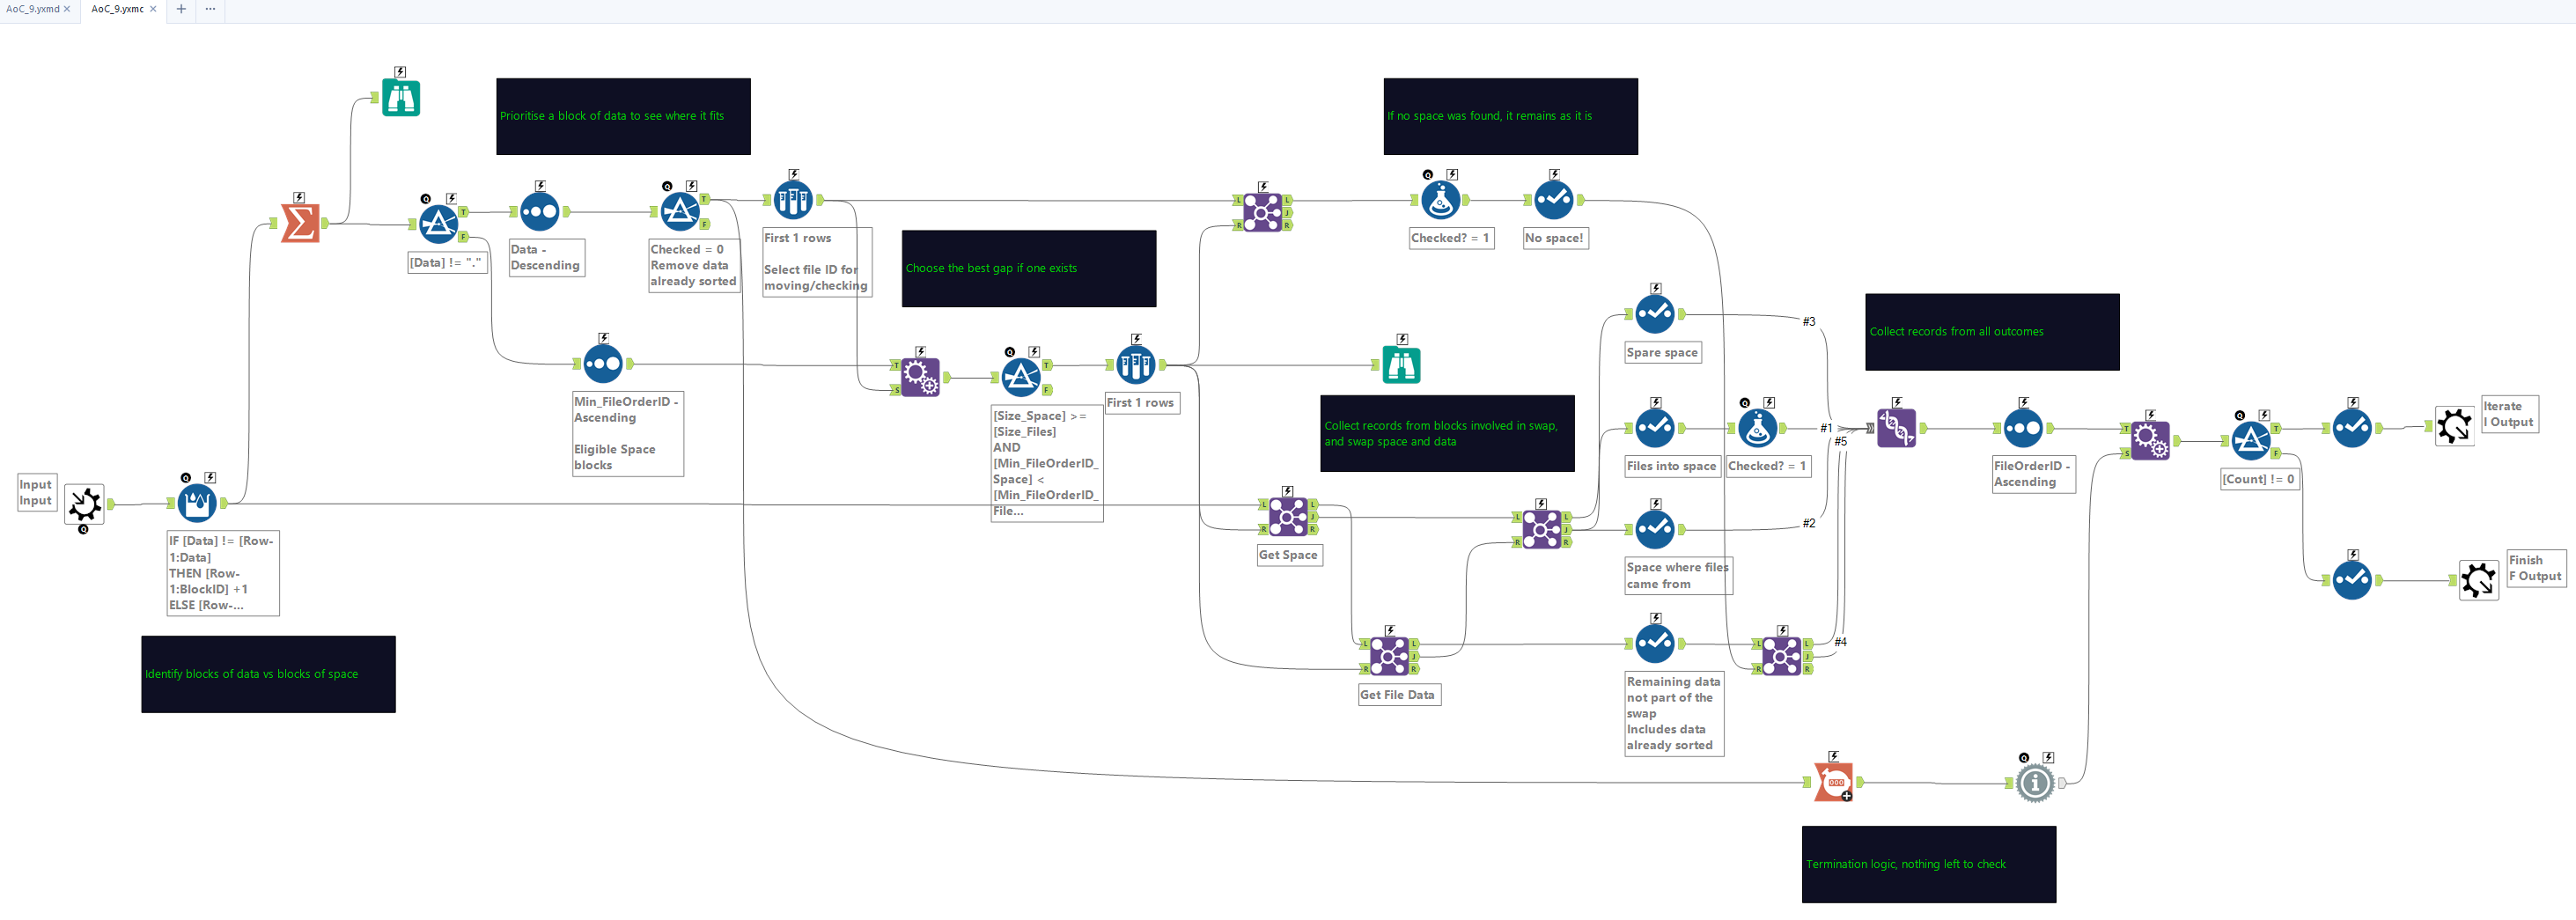 AoC_9.yxmd
AoC_9.yxmc
Prioritise a block of data to see where it fits
If no space was found, it remains as it is
[Data] != "."
Data -
Descending
Checked = 0
Remove data
already sorted
First 1 rows
Select file ID for
moving/checking
Choose the best gap if one exists
Checked? = 1
No space!
Min_FileOrderID -
Ascending
Eligible Space
blocks
[Size_Space] >=
[Size_Files]
AND
[Min_FileOrderID_
Space] <
[Min_FileOrderID_
File...
First 1 rows
Collect records from blocks involved in swap,
and swap space and data
Spare space
#3
Files into space
Checked? = 1
#1
#5
#2
Space where files
came from
Collect records from all outcomes
FileOrderID -
Ascending
[Count] != 0
Iterate
I Output
Finish
F Output
Input
Input
IF [Data] != [Row-
1:Data]
THEN [Row-
1:BlockID] +1
ELSE [Row-...
Identify blocks of data vs blocks of space
Get Space
Get File Data
Remaining data
not part of the
swap
Includes data
already sorted
#4
Termination logic, nothing left to check